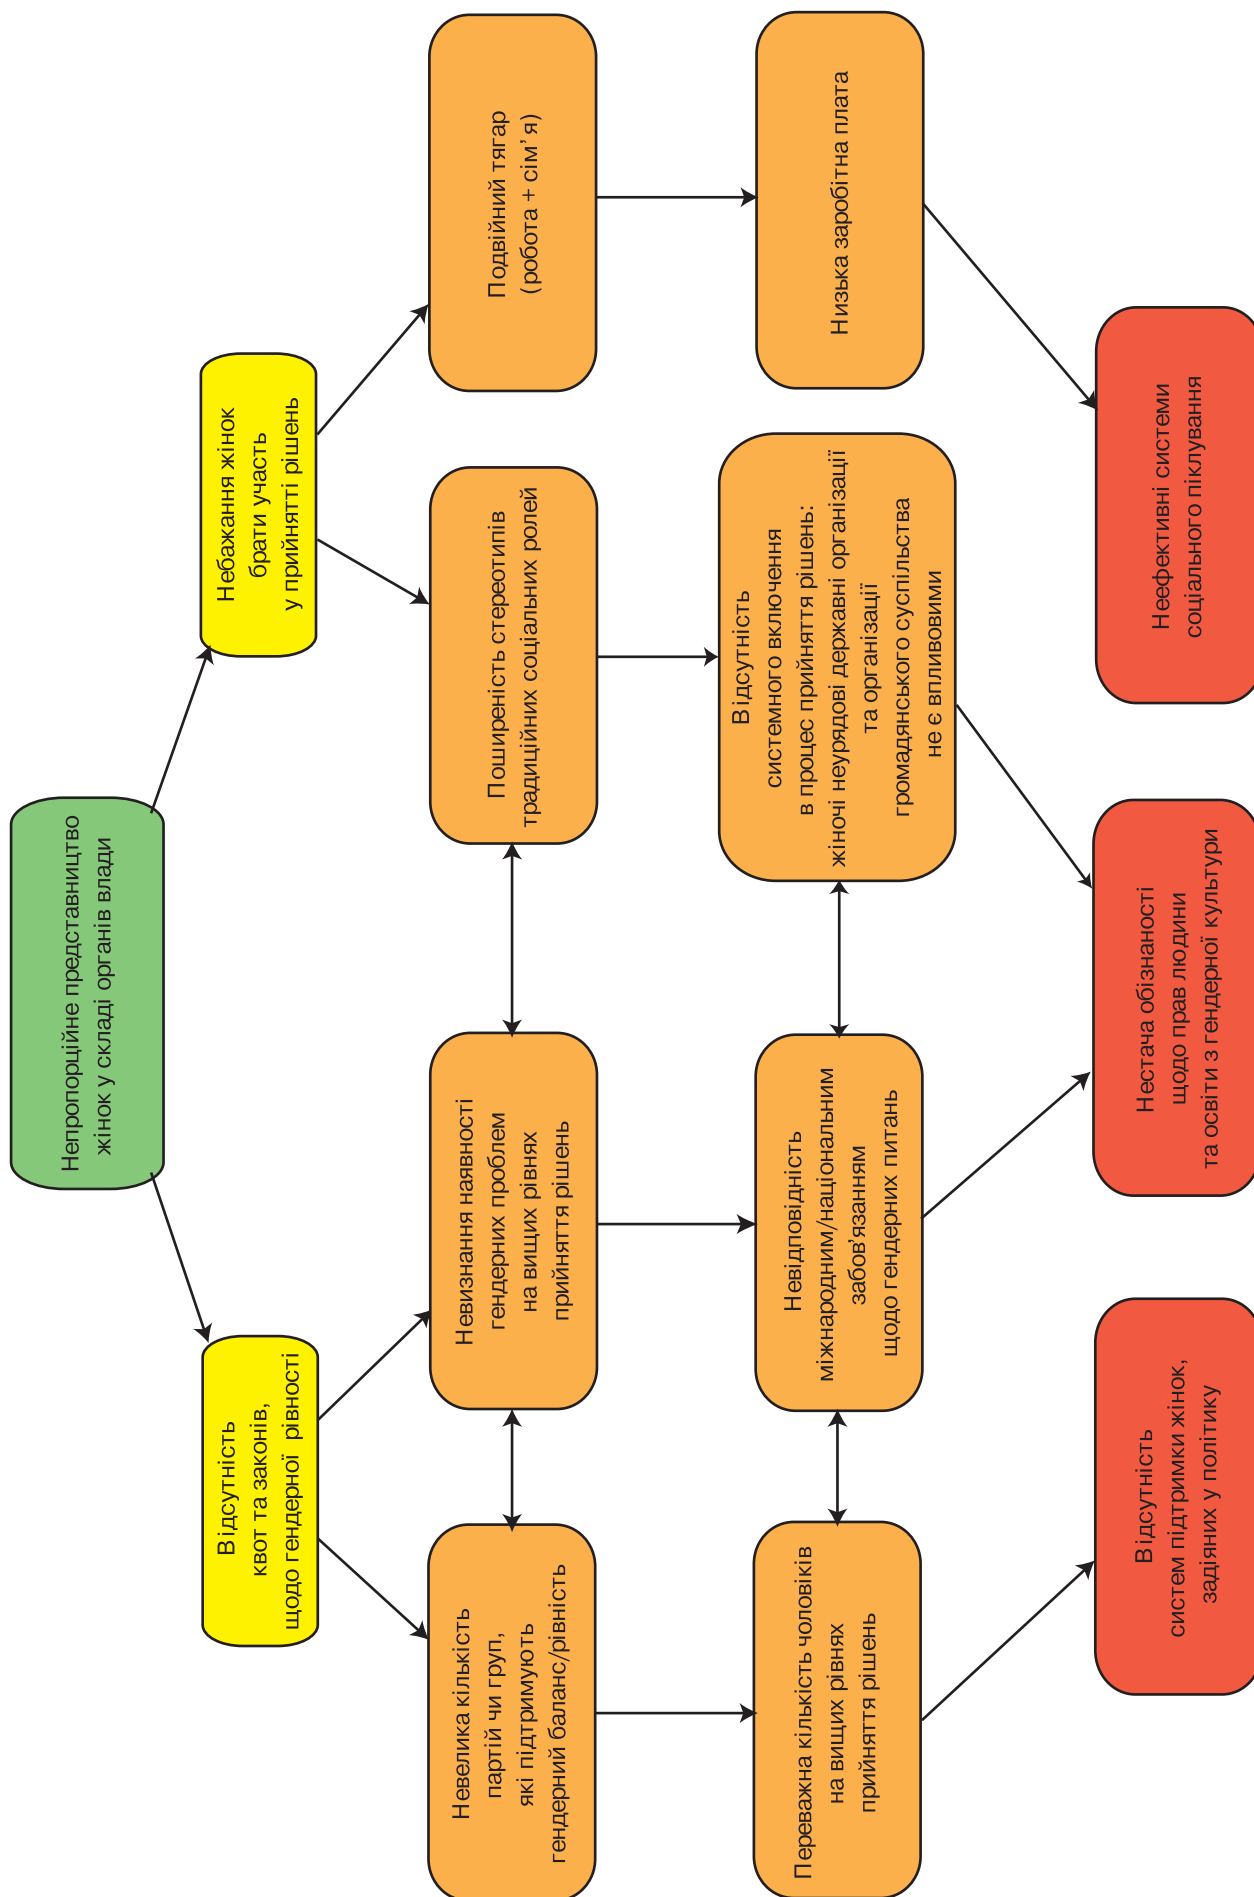 Непропорційне представництво
жінок у складі органів влади
Відсутність
квот та законів,
щодо гендерної рівності
Небажання жінок
брати участь
у прийнятті рішень
Невелика кількість
партій чи груп,
які підтримують
гендерний баланс/рівність
Невизнання наявності
гендерних проблем
на вищих рівнях
прийняття рішень
Поширеність стереотипів
традиційних соціальних ролей
Подвійний тягар
(робота + сім’я)
Переважна кількість чоловіків
на вищих рівнях
прийняття рішень
Невідповідність
міжнародним/національним
забов’язанням
щодо гендерних питань
Відсутність
системного включення
в процес прийняття рішень:
жіночі неурядові державні організації
та організації
громадянського суспільства
не є впливовими
Низька заробітна плата
Відсутність
систем підтримки жінок,
задіяних у політику
Нестача обізнаності
щодо прав людини
та освіти з гендерної культури
Неефективні системи
соціального піклування